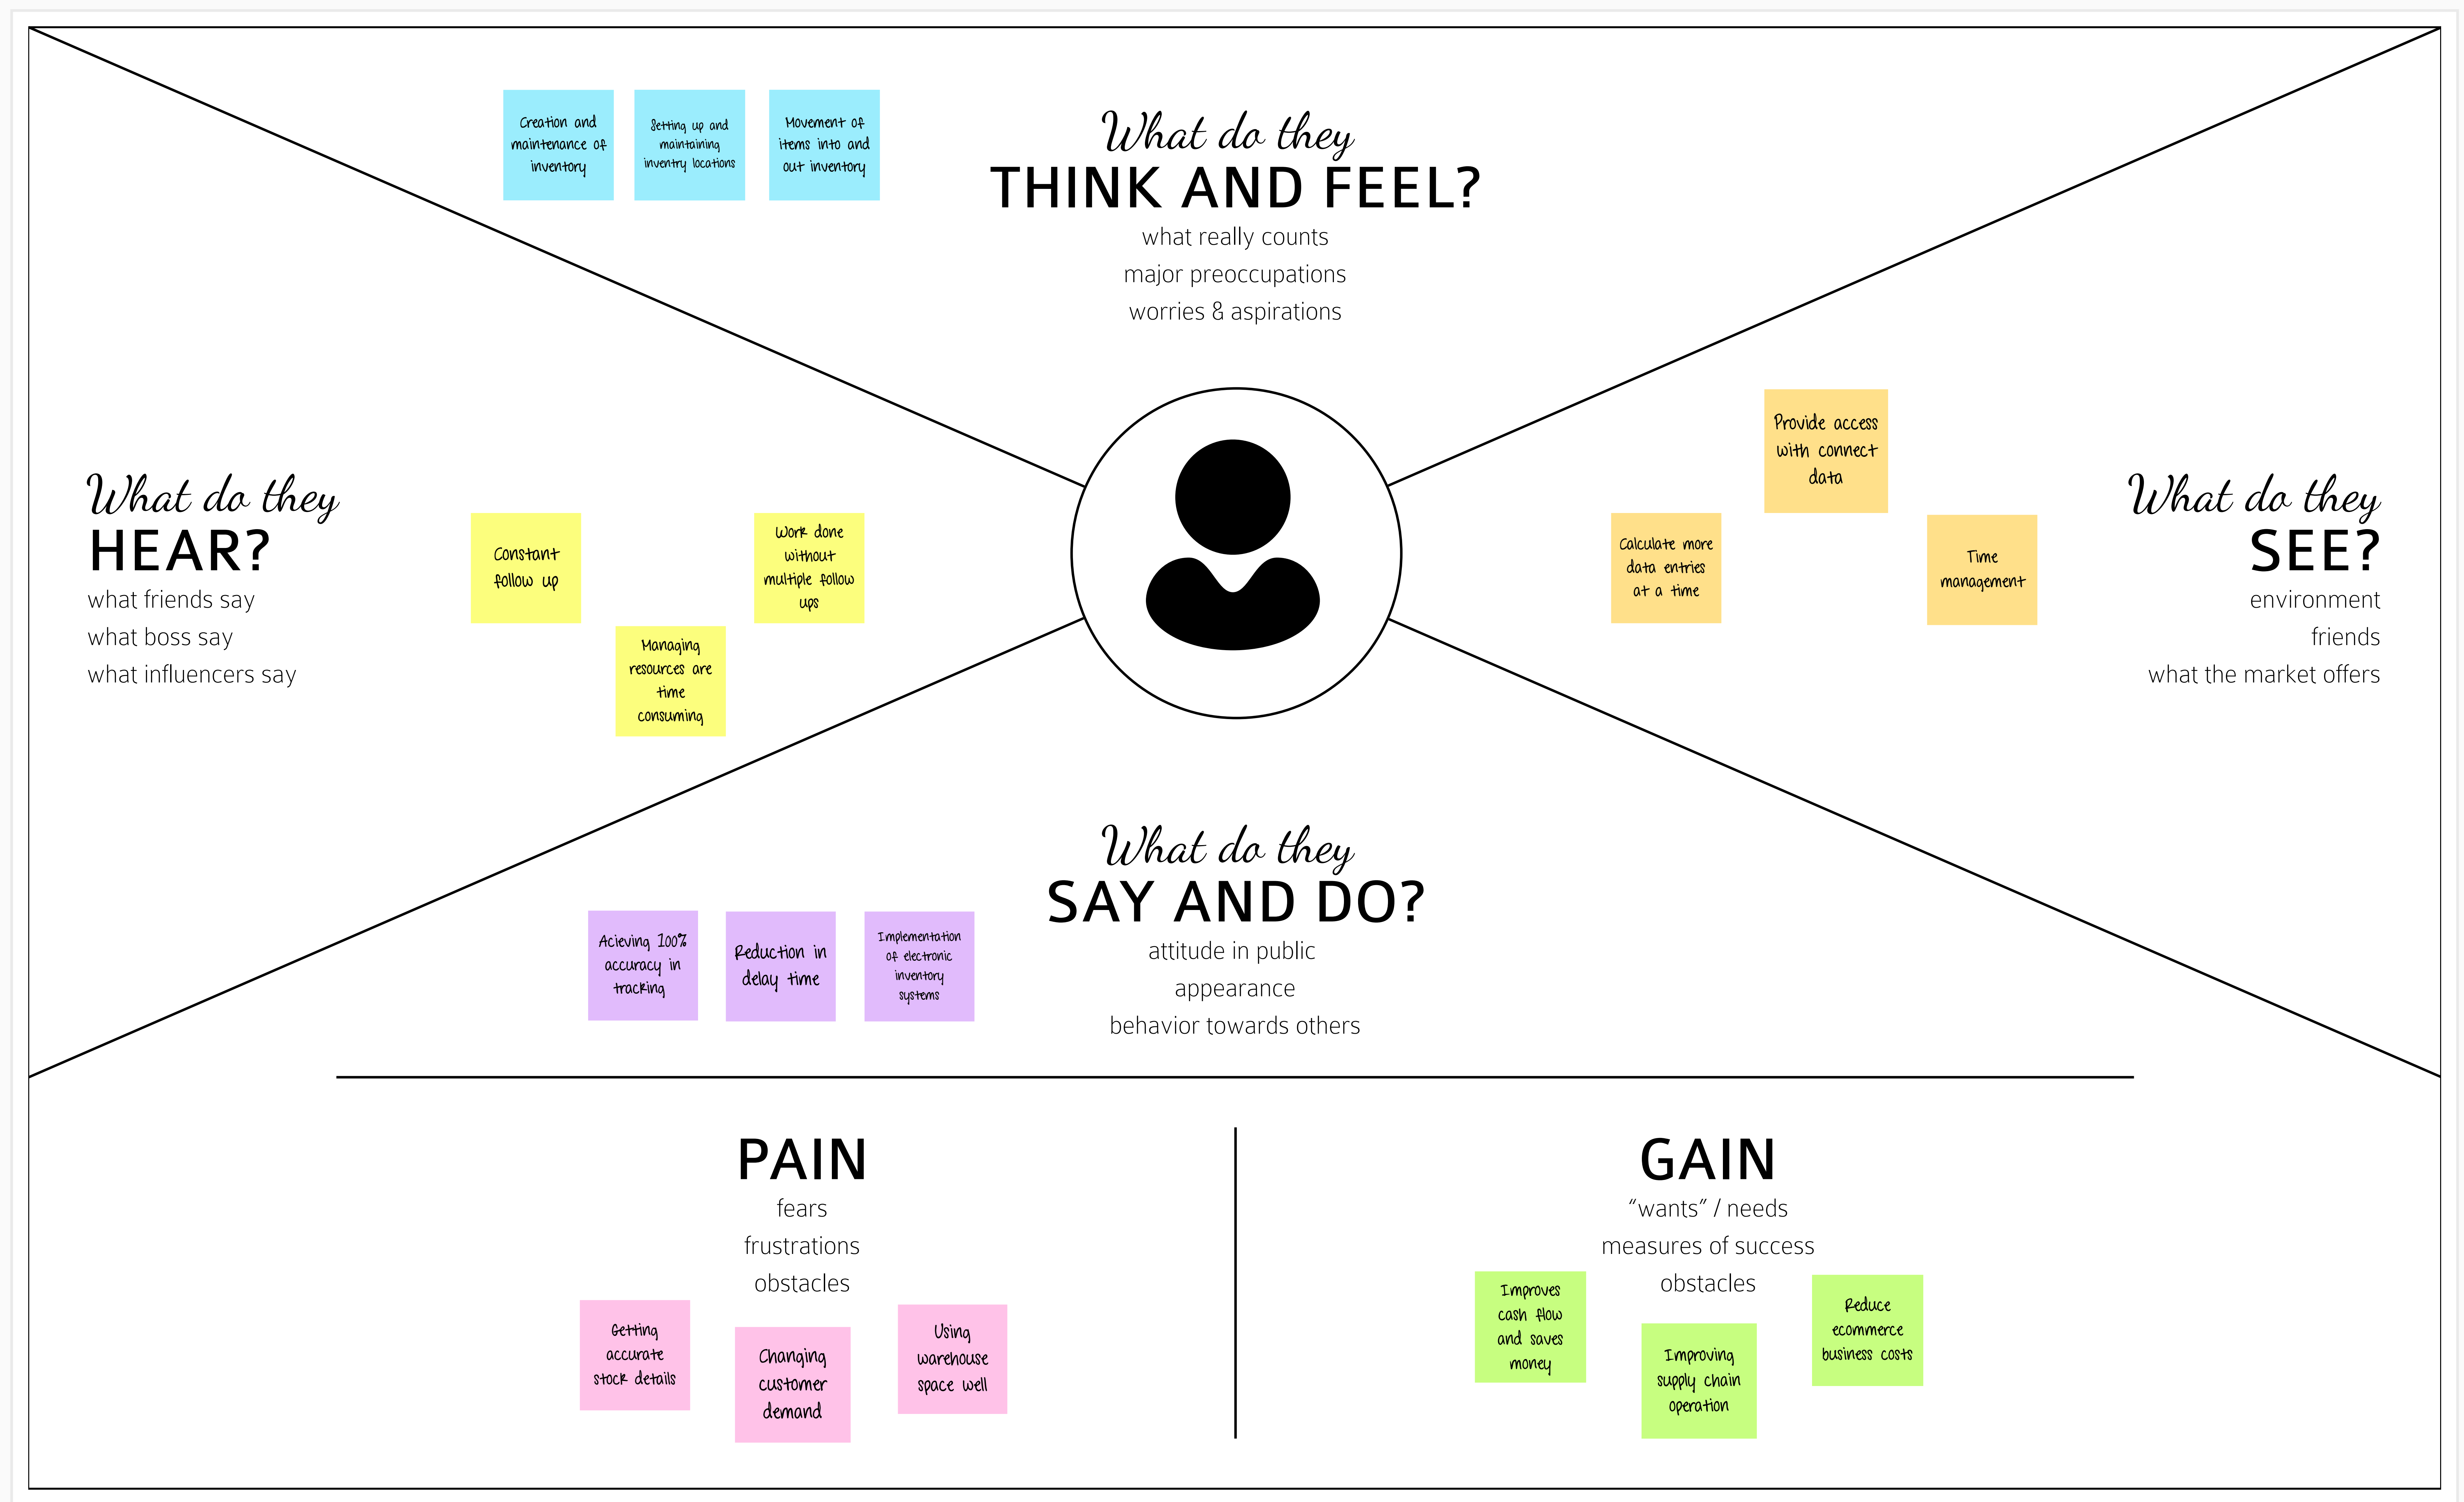 Creation and
maintenance of
inventory
Setting up and
maintaining
inventry locations
Movement of
items into and
out inventory
What do they
THINK AND FEEL?
what really counts
major preoccupations
worries & aspirations
What do they
HEAR?
what friends say
what boss say
what influencers say
Constant
follow up
Managing
resources are
time
consuming
Work done
without
multiple follow
ups
Calculate more
data entries
at a time
Provide access
with connect
data
Time
management
What do they
SEE?
environment
friends
what the market offers
Acieving 100%
accuracy in
tracking
Reduction in
delay time
Implementation
of electronic
inventory
systems
What do they
SAY AND DO?
attitude in public
appearance
behavior towards others
PAIN
fears
frustrations
obstacles
Getting
accurate
stock details
Changing
customer
demand
Using
warehouse
space well
GAIN
“wants” / needs
measures of success
obstacles
Improves
cash flow
and saves
money
Improving
supply chain
operation
Reduce
ecommerce
business costs